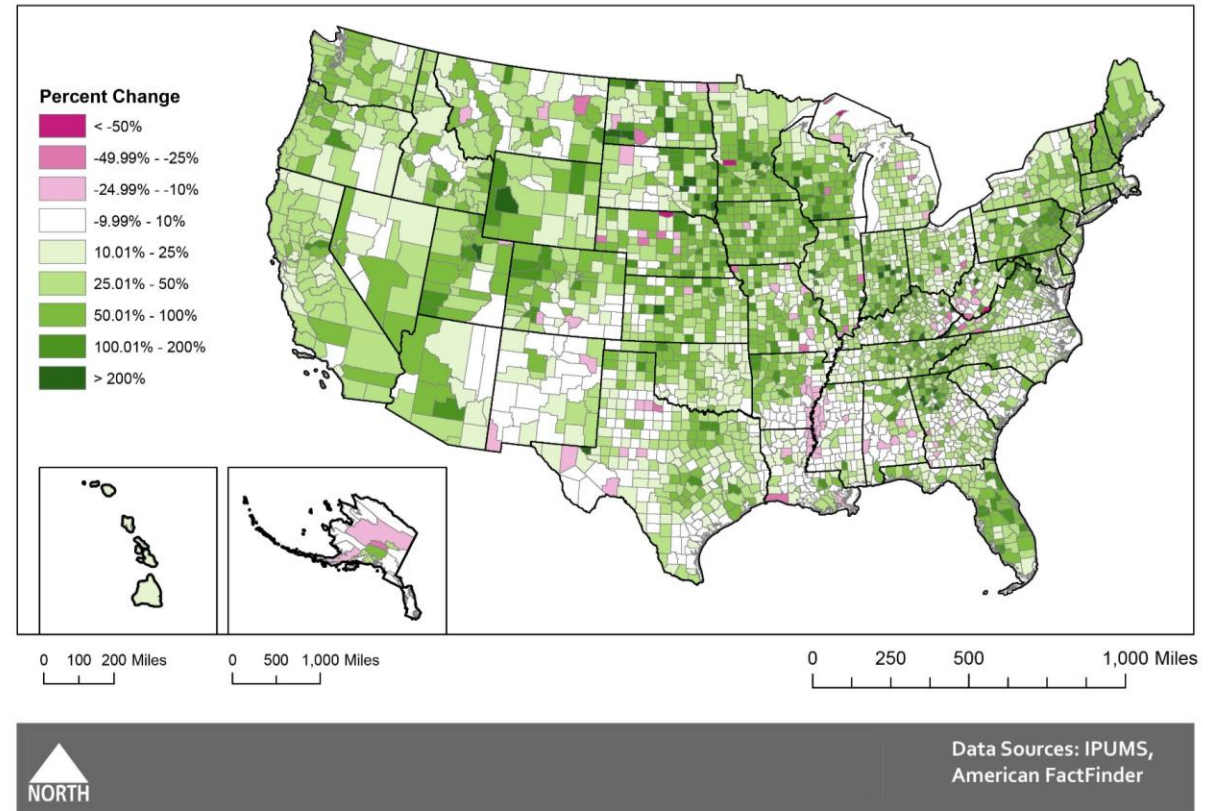 Percent Change
< -50%
-49.99% - -25%
-24.99% - -10%
-9.99% - 10%
10.01% - 25%
25.01% - 50%
50.01% - 100%
100.01% - 200%
> 200%
0 100 200 Miles
0 500 1,000 Miles
0 250 500 1,000 Miles
NORTH
Data Sources: IPUMS,
American FactFinder